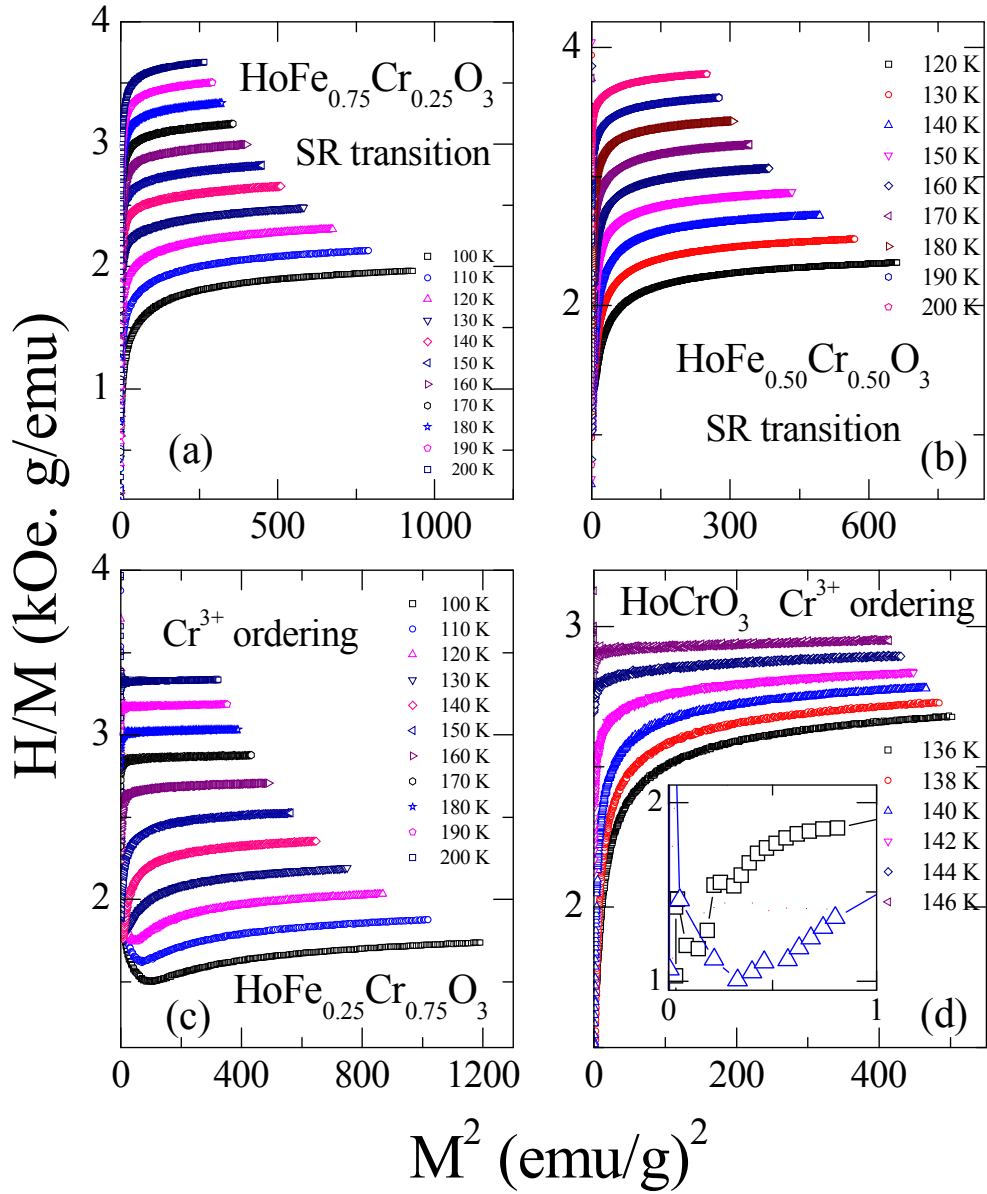 H/M (kOe. g/emu)
4
3
2
1
0
500
1000
HoFe0.75Cr0.25O3
SR transition
100 K
110 K
120 K
130 K
140 K
150 K
160 K
170 K
180 K
190 K
200 K
(a)
4
2
0
300
600
120 K
130 K
140 K
150 K
160 K
170 K
180 K
190 K
200 K
HoFe0.50Cr0.50O3
SR transition
(b)
4
3
2
1
0
400
800
1200
Cr3+ ordering
100 K
110 K
120 K
130 K
140 K
150 K
160 K
170 K
180 K
190 K
200 K
(c)
HoFe0.25Cr0.75O3
3
2
0
200
400
HoCrO3 Cr3+ ordering
136 K
138 K
140 K
142 K
144 K
146 K
2
1
0
1
(d)
M2 (emu/g)2